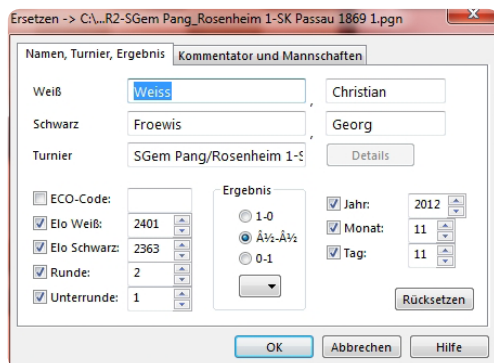 Ersetzen -> C:\...R2-SGem Pang_Rosenheim 1-SK Passau 1869 1.pgn
Namen, Turnier, Ergebnis Kommentator und Mannschaften
Weiß Weiss , Christian
Schwarz Froewis , Georg
Turnier SGem Pang/Rosenheim 1-S Details
ECO-Code:
Elo Weiß: 2401
Elo Schwarz: 2363
Runde: 2
Unterrunde: 1
Ergebnis
1-0
Â½-Â½
0-1
Jahr: 2012
Monat: 11
Tag: 11
Rücksetzen
OK Abbrechen Hilfe